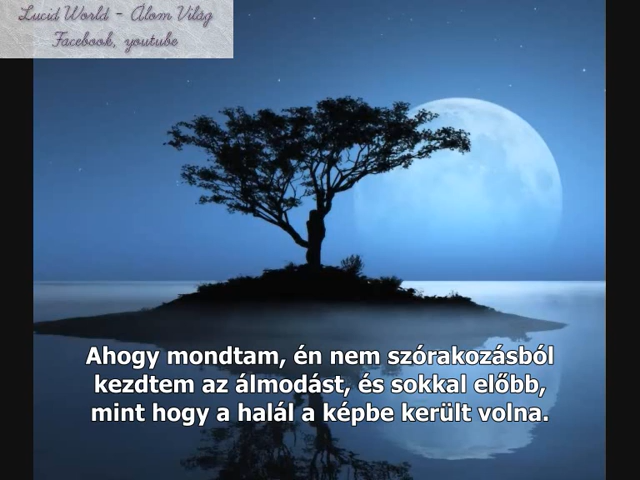 Lucid World - Álom Világ
Facebook, youtube
Ahogy mondtam, én nem szórakozásból
kezdtem az álmodást, és sokkal előbb,
mint hogy a halál a képbe került volna.